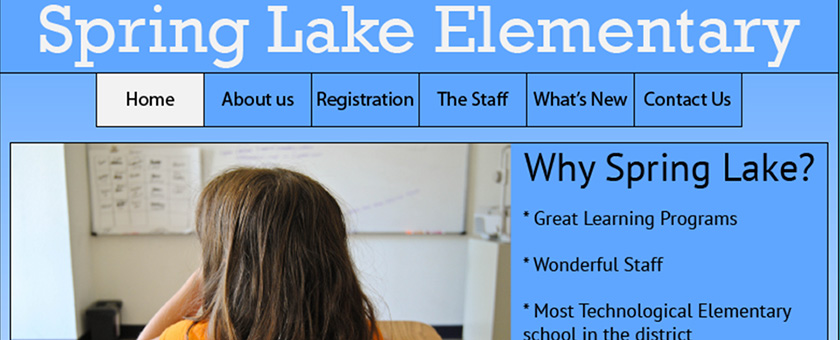 Spring Lake Elementary
Home About us Registration The Staff What's New Contact Us
Why Spring Lake?
* Great Learning Programs
* Wonderful Staff
* Most Technological Elementary
school in the district